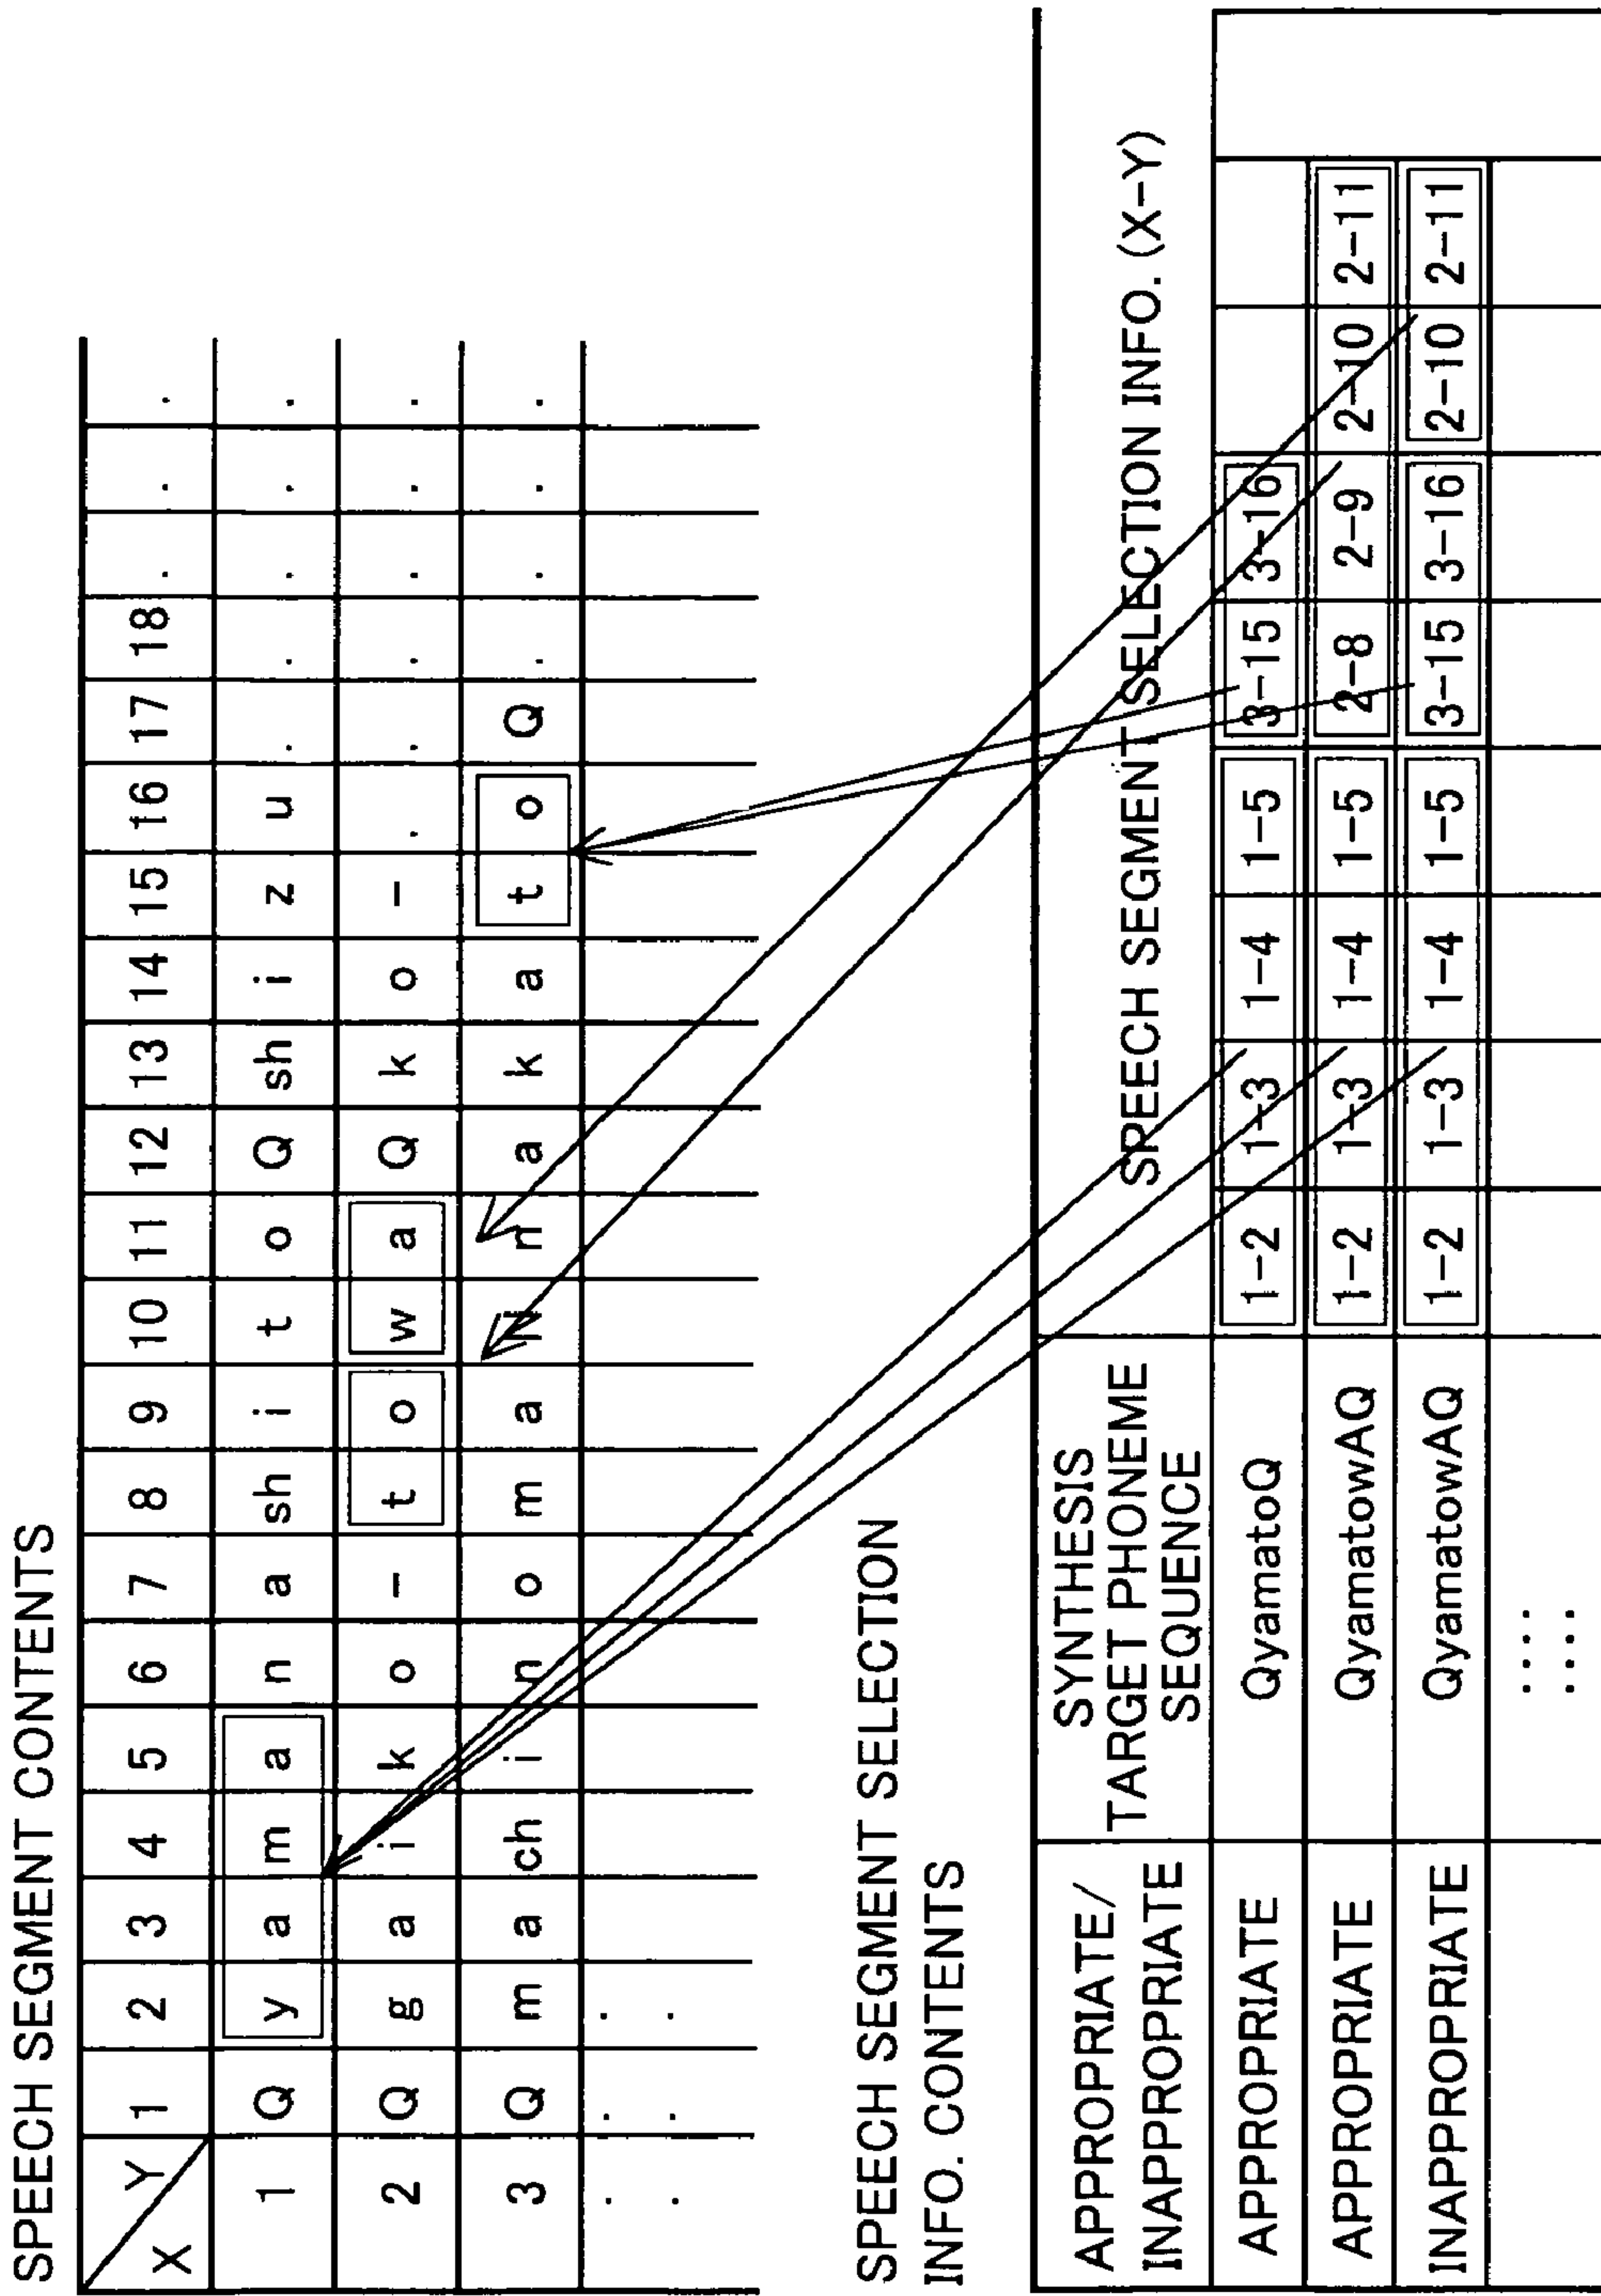 SPEECH SEGMENT CONTENTS
X Y 1 2 3 4 5 6 7 8 9 10 11 12 13 14 15 16 17 18 . . .
1 Q y a m a n a sh i t o Q sh i z u . . . . .
2 Q g a i k o - t o w a Q k o - . . . . . .
3 Q m a ch i n o m a N n a k a t o Q . . . .
. . .
. . .
SPEECH SEGMENT SELECTION
INFO. CONTENTS
APPROPRIATE/
INAPPROPRIATE
SYNTHESIS
TARGET PHONEME
SEQUENCE
SPEECH SEGMENT SELECTION INFO. (X-Y)
APPROPRIATE QyamatoQ 1-2 1-3 1-4 1-5 3-15 3-16
APPROPRIATE QyamatowAQ 1-2 1-3 1-4 1-5 2-8 2-9 2-10 2-11
INAPPROPRIATE QyamatowAQ 1-2 1-3 1-4 1-5 3-15 3-16 2-10 2-11
....
....